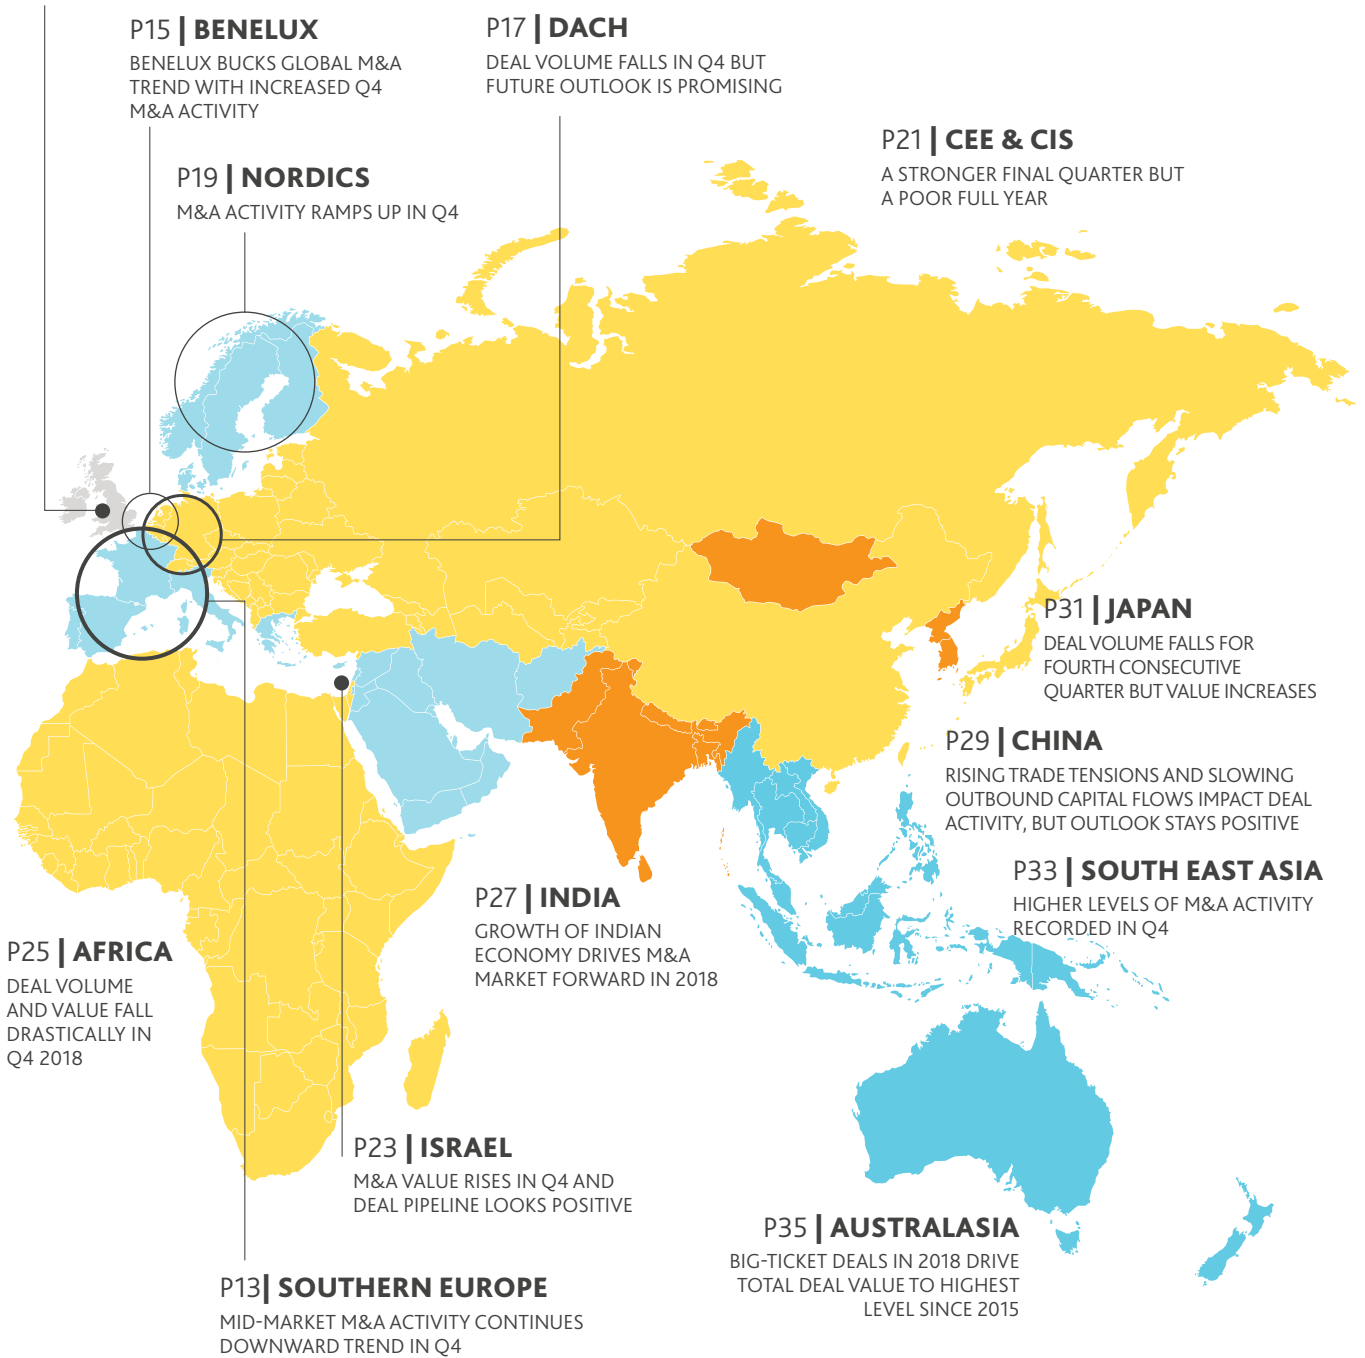 P15 | BENELUX
BENELUX BUCKS GLOBAL M&A
TREND WITH INCREASED Q4
M&A ACTIVITY
P17 | DACH
DEAL VOLUME FALLS IN Q4 BUT
FUTURE OUTLOOK IS PROMISING
P21 | CEE & CIS
A STRONGER FINAL QUARTER BUT
A POOR FULL YEAR
P19 | NORDICS
M&A ACTIVITY RAMPS UP IN Q4
P31 | JAPAN
DEAL VOLUME FALLS FOR
FOURTH CONSECUTIVE
QUARTER BUT VALUE INCREASES
P29 | CHINA
RISING TRADE TENSIONS AND SLOWING
OUTBOUND CAPITAL FLOWS IMPACT DEAL
ACTIVITY, BUT OUTLOOK STAYS POSITIVE
P33 | SOUTH EAST ASIA
HIGHER LEVELS OF M&A ACTIVITY
RECORDED IN Q4
P27 | INDIA
GROWTH OF INDIAN
ECONOMY DRIVES M&A
MARKET FORWARD IN 2018
P25 | AFRICA
DEAL VOLUME
AND VALUE FALL
DRASTICALLY IN
Q4 2018
P23 | ISRAEL
M&A VALUE RISES IN Q4 AND
DEAL PIPELINE LOOKS POSITIVE
P35 | AUSTRALASIA
BIG-TICKET DEALS IN 2018 DRIVE
TOTAL DEAL VALUE TO HIGHEST
LEVEL SINCE 2015
P13| SOUTHERN EUROPE
MID-MARKET M&A ACTIVITY CONTINUES
DOWNWARD TREND IN Q4